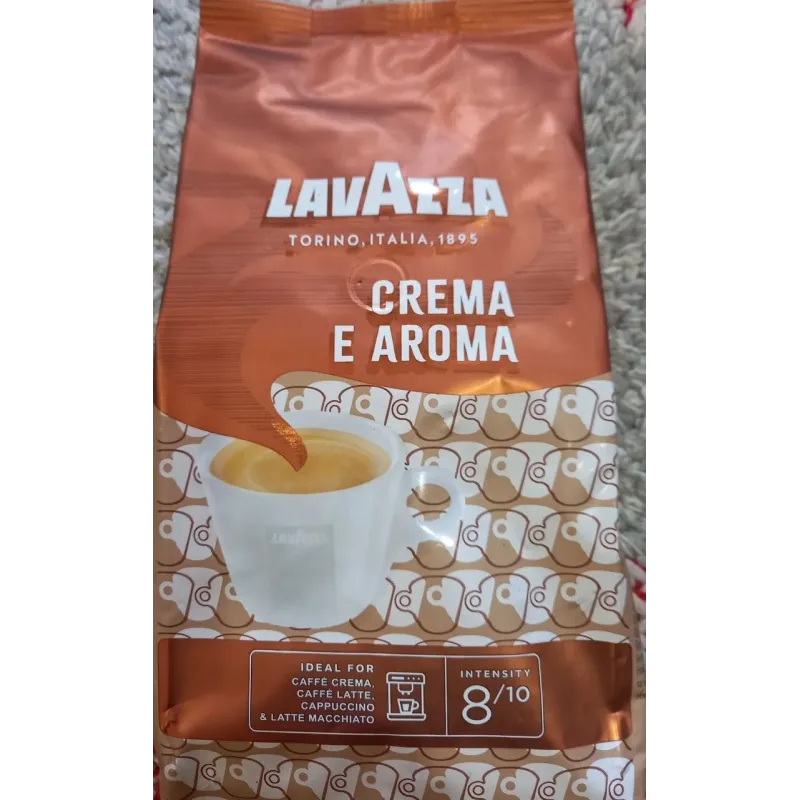 LAVAZZA
TORINO, ITALIA, 1895
CREMA
E AROMA
LAVAZZA
IDEAL FOR
CAFFÈ CREMA,
CAFFÈ LATTE,
CAPPUCCINO
& LATTE MACCHIATO
INTENSITY
8/10